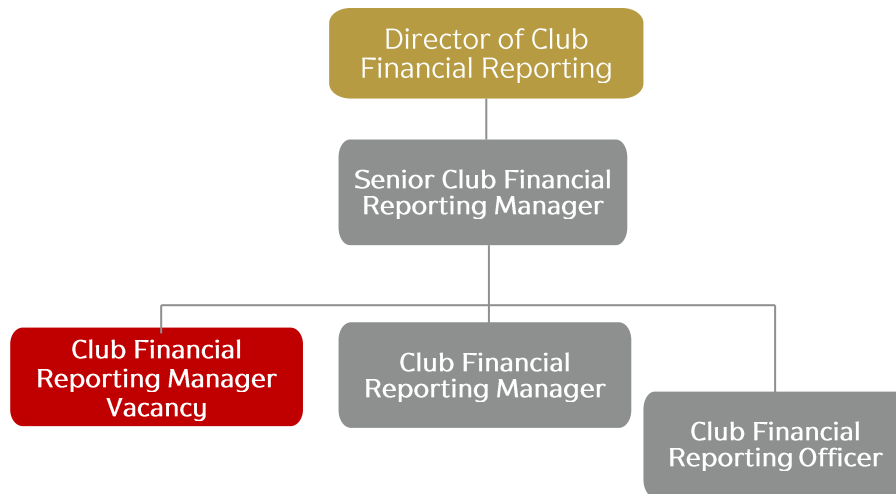 Director of Club
Financial Reporting
Senior Club Financial
Reporting Manager
Club Financial
Reporting Manager
Vacancy
Club Financial
Reporting Manager
Club Financial
Reporting Officer